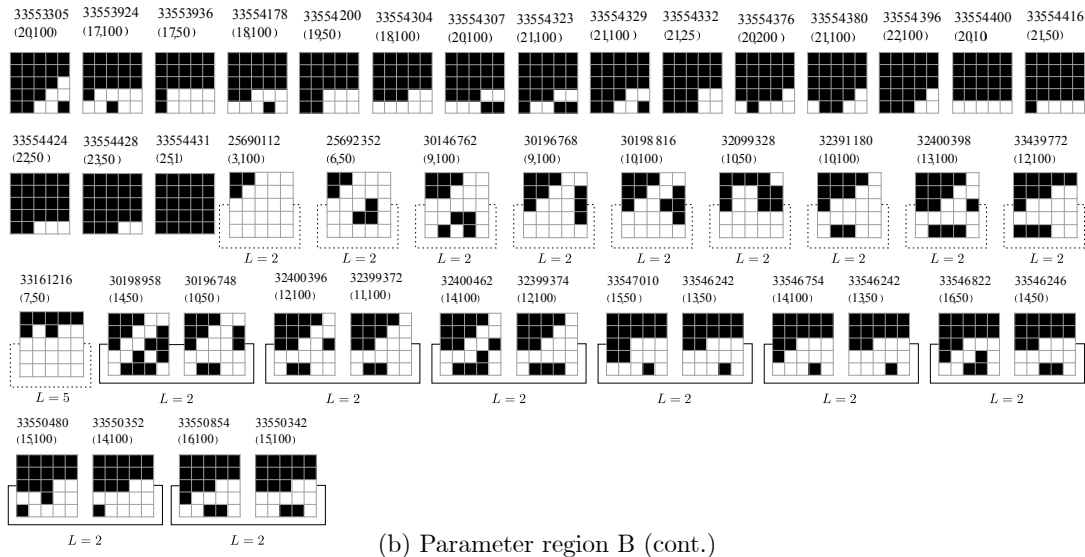 33553305 33553924 33553936 33554178 33554200 33554304 33554307 33554323 33554329 33554332 33554376 33554380 33554396 33554400 33554416
(20,100) (17,100) (17,50) (18,100) (19,50) (18,100) (20,100) (21,100) (21,100) (21,25) (20,200) (21,100) (22,100) (20,10) (21,50)
33554424 33554428 33554431 25690112 25692352 30146762 30196768 30198816 32099328 32391180 32400398 33439772
(22,50) (23,50) (25,1) (3,100) (6,50) (9,100) (9,100) (10,100) (10,50) (10,100) (13,100) (12,100)
L = 2 L = 2 L = 2 L = 2 L = 2 L = 2 L = 2 L = 2 L = 2
33161216 30198958 30196748 32400396 32399372 32400462 32399374 33547010 33546242 33546754 33546242 33546822 33546246
(7,50) (14,50) (10,50) (12,100) (11,100) (14,100) (12,100) (15,50) (13,50) (14,100) (13,50) (16,50) (14,50)
L = 5 L = 2 L = 2 L = 2 L = 2 L = 2 L = 2
33550480 33550352 33550854 33550342
(15,100) (14,100) (16,100) (15,100)
L = 2 L = 2
(b) Parameter region B (cont.)